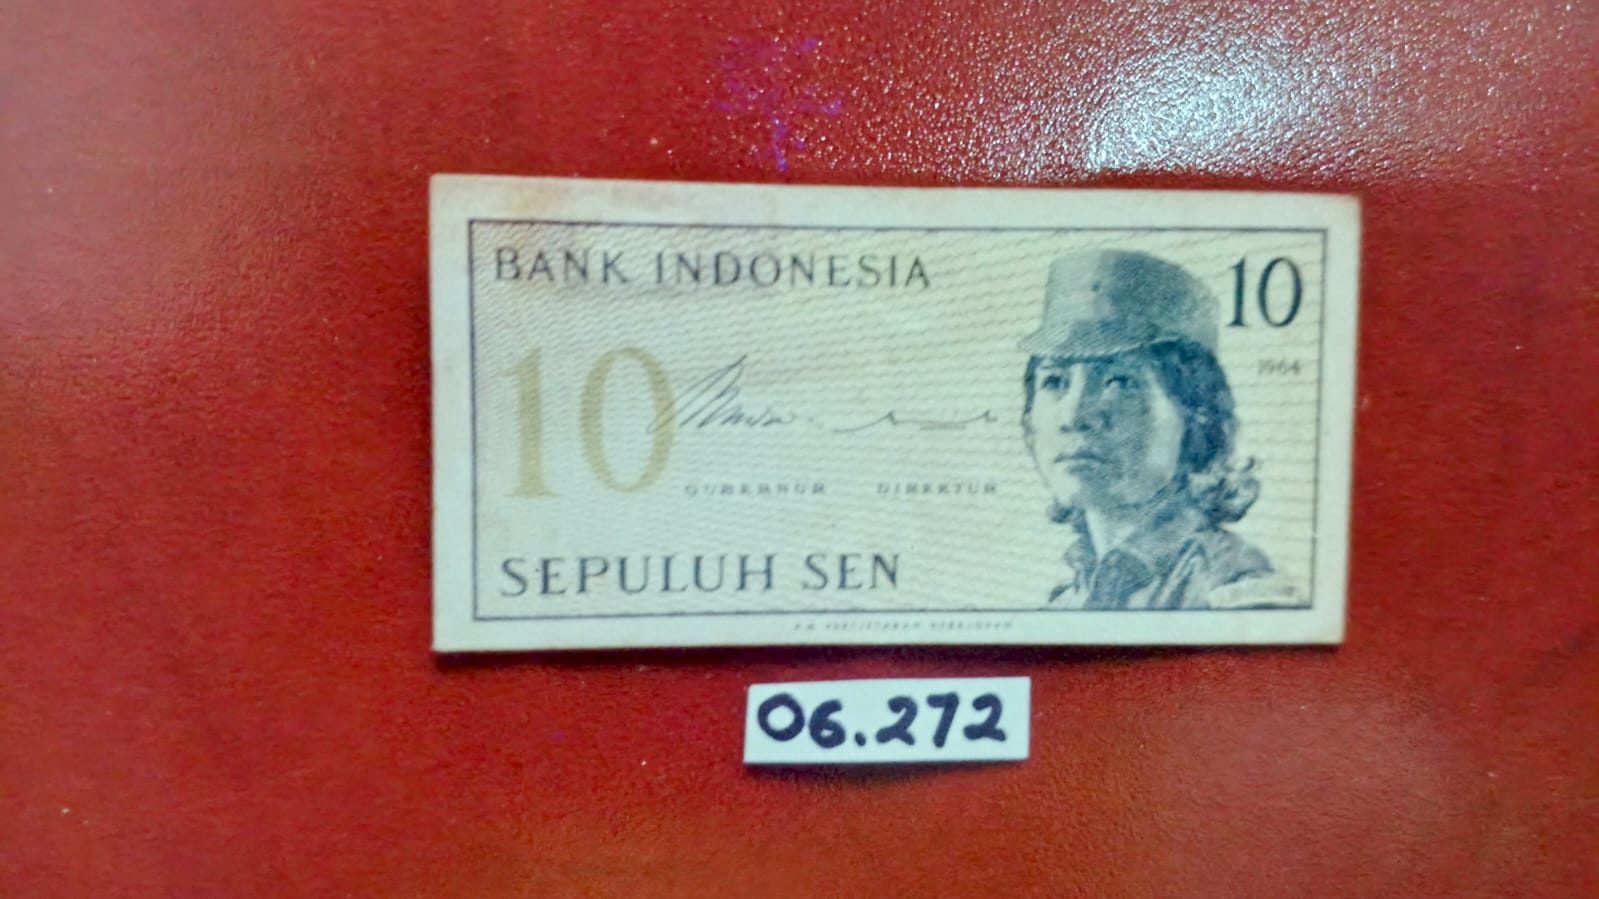 BANK INDONESIA
10
1964
10
GUBERNUR DIREKTUR
SEPULUH SEN
06.272